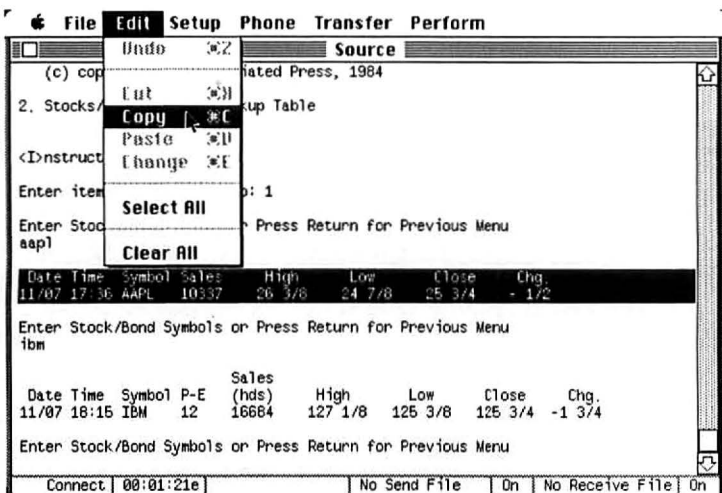 File Edit Setup Phone Transfer Perform
Source
Undo ⌘Z
Cut ⌘X
Copy ⌘C
Paste ⌘V
Change ⌘E
Select All
Clear All
(c) cop iated Press, 1984
2. Stocks/ kup Table
<I>nstruct
Enter item p: 1
Enter Stoc r Press Return for Previous Menu
aapl
Date Time Symbol Sales High Low Close Chg.
11/07 17:36 AAPL 10337 26 3/8 24 7/8 25 3/4 - 1/2
Enter Stock/Bond Symbols or Press Return for Previous Menu
ibm
Sales
Date Time Symbol P-E (hds) High Low Close Chg.
11/07 18:15 IBM 12 16684 127 1/8 125 3/8 125 3/4 -1 3/4
Enter Stock/Bond Symbols or Press Return for Previous Menu
Connect 00:01:21e No Send File On No Receive File On